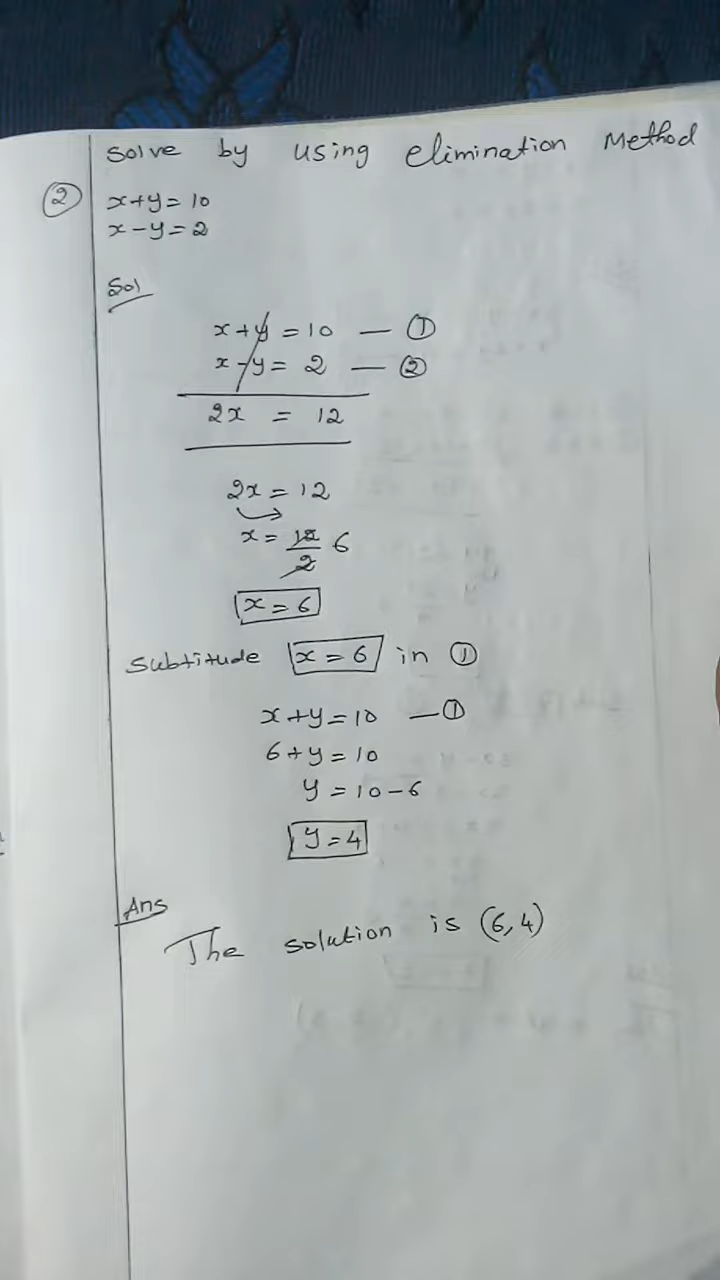 Solve by using elimination Method
② x+y=10
x-y=2
Sol
x+y=10 — ①
x-y=2 — ②
2x = 12
2x=12
x=12/2 6
x=6
Subtitude x=6 in ①
x+y=10 — ①
6+y=10
y=10-6
y=4
Ans
The solution is (6,4)